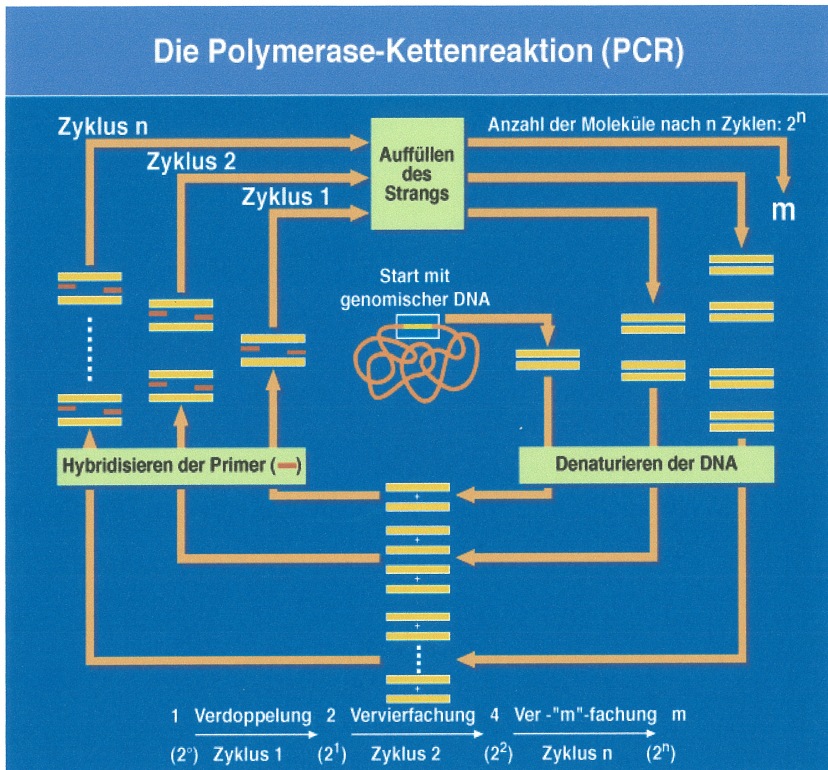 Die Polymerase-Kettenreaktion (PCR)
Zyklus n
Anzahl der Moleküle nach n Zyklen: 2ⁿ
Zyklus 2
Auffüllen
des
Strangs
Zyklus 1
m
Start mit
genomischer DNA
Hybridisieren der Primer ( )
Denaturieren der DNA
+
+
+
+
+
1 Verdoppelung 2 Vervierfachung 4 Ver -"m"-fachung m
(2°) Zyklus 1 (2¹) Zyklus 2 (2²) Zyklus n (2ⁿ)